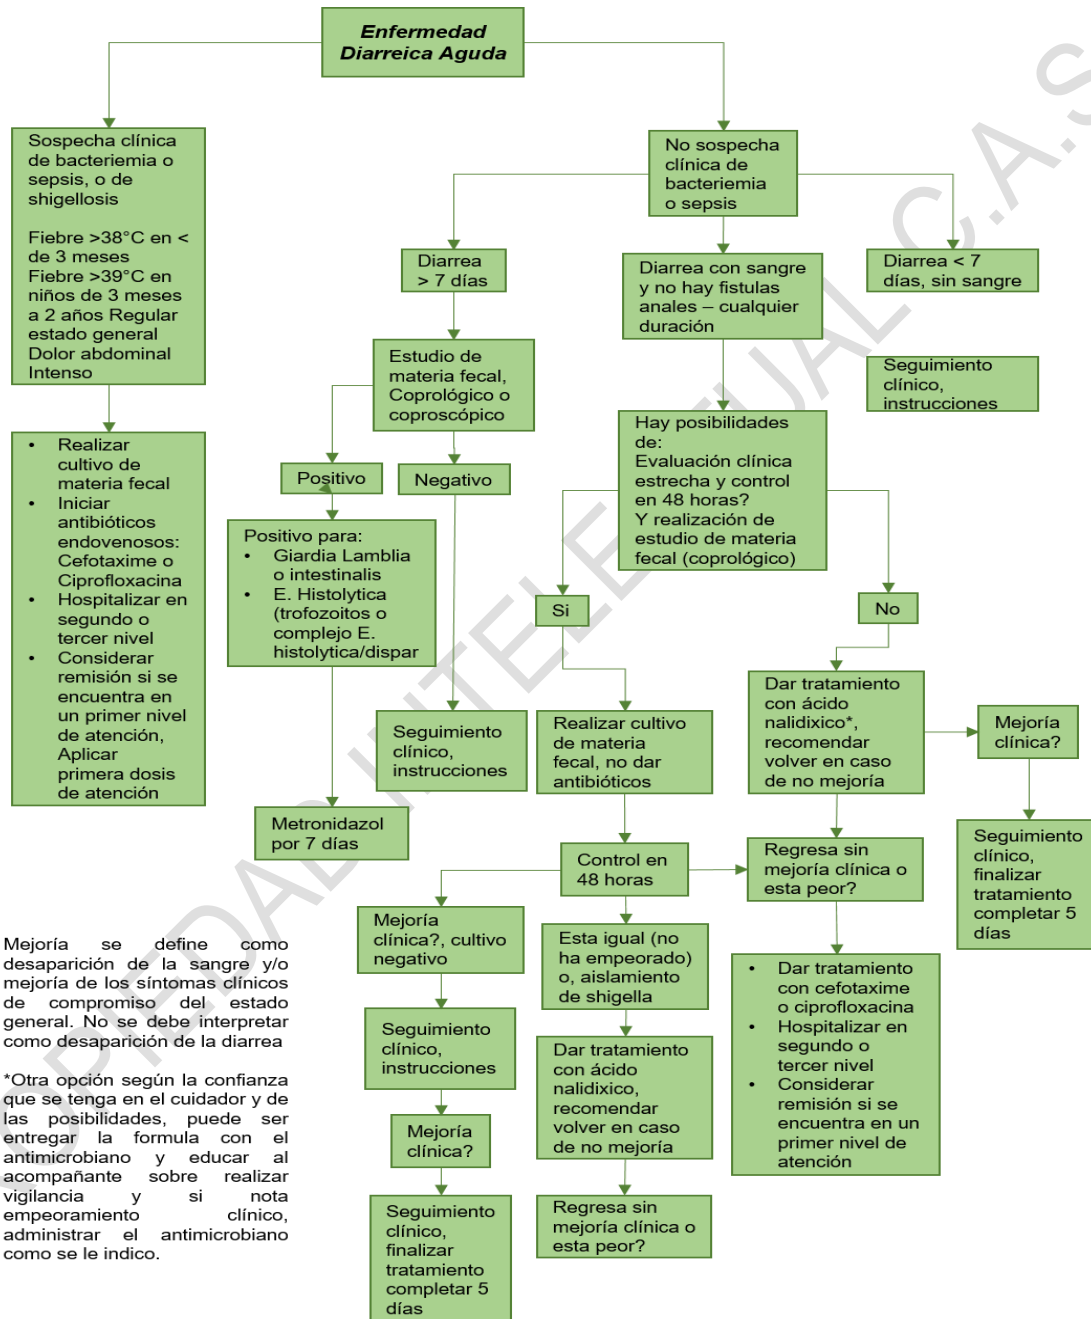 Enfermedad
Diarreica Aguda
Sospecha clínica
de bacteriemia o
sepsis, o de
shigellosis
Fiebre >38°C en <
de 3 meses
Fiebre >39°C en
niños de 3 meses
a 2 años Regular
estado general
Dolor abdominal
Intenso
No sospecha
clínica de
bacteriemia
o sepsis
Diarrea
> 7 días
Diarrea con sangre
y no hay fistulas
anales – cualquier
duración
Diarrea < 7
días, sin sangre
Estudio de
materia fecal,
Coprológico o
coproscópico
Seguimiento
clínico,
instrucciones
• Realizar
cultivo de
materia fecal
• Iniciar
antibióticos
endovenosos:
Cefotaxime o
Ciprofloxacina
• Hospitalizar en
segundo o
tercer nivel
• Considerar
remisión si se
encuentra en
un primer nivel
de atención,
Aplicar
primera dosis
de atención
Positivo
Negativo
Hay posibilidades
de:
Evaluación clínica
estrecha y control
en 48 horas?
Y realización de
estudio de materia
fecal (coprológico)
Positivo para:
• Giardia Lamblia
o intestinalis
• E. Histolytica
(trofozoitos o
complejo E.
histolytica/dispar
Si
No
Seguimiento
clínico,
instrucciones
Realizar cultivo
de materia
fecal, no dar
antibióticos
Dar tratamiento
con ácido
nalidixico*,
recomendar
volver en caso
de no mejoría
Mejoría
clínica?
Metronidazol
por 7 días
Control en
48 horas
Regresa sin
mejoría clínica o
esta peor?
Seguimiento
clínico,
finalizar
tratamiento
completar 5
días
Mejoría
clínica?, cultivo
negativo
Esta igual (no
ha empeorado)
o, aislamiento
de shigella
• Dar tratamiento
con cefotaxime
o ciprofloxacina
• Hospitalizar en
segundo o
tercer nivel
• Considerar
remisión si se
encuentra en un
primer nivel de
atención
Seguimiento
clínico,
instrucciones
Dar tratamiento
con ácido
nalidixico,
recomendar
volver en caso
de no mejoría
Mejoría
clínica?
Seguimiento
clínico,
finalizar
tratamiento
completar 5
días
Regresa sin
mejoría clínica o
esta peor?
Mejoría se define como
desaparición de la sangre y/o
mejoría de los síntomas clínicos
de compromiso del estado
general. No se debe interpretar
como desaparición de la diarrea
*Otra opción según la confianza
que se tenga en el cuidador y de
las posibilidades, puede ser
entregar la formula con el
antimicrobiano y educar al
acompañante sobre realizar
vigilancia y si nota
empeoramiento clínico,
administrar el antimicrobiano
como se le indico.